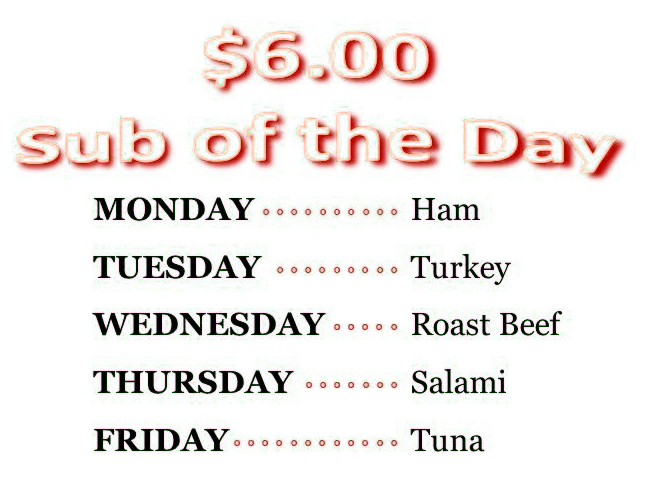 $6.00
Sub of the Day
MONDAY °°°°°°°°°° Ham
TUESDAY °°°°°°°°° Turkey
WEDNESDAY °°°°° Roast Beef
THURSDAY °°°°°°° Salami
FRIDAY °°°°°°°°°°°° Tuna